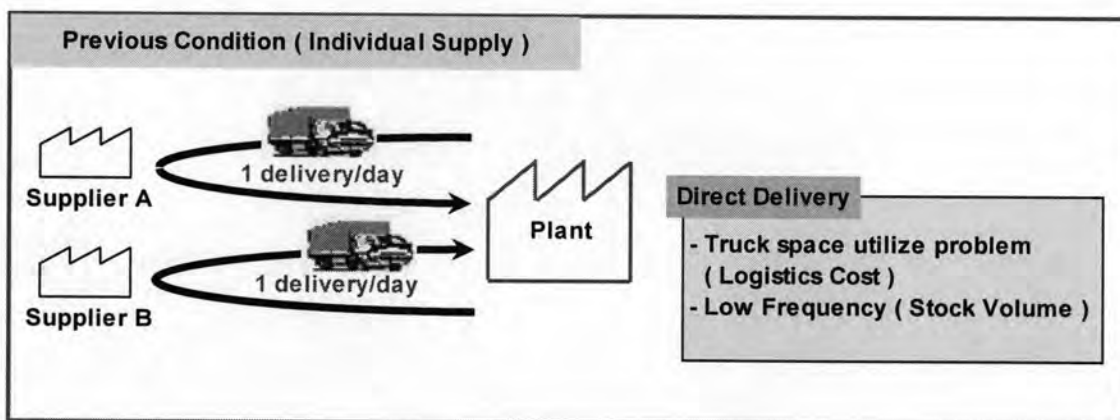 Previous Condition ( Individual Supply )
1 delivery/day
Supplier A
1 delivery/day
Supplier B
Plant
Direct Delivery
- Truck space utilize problem
( Logistics Cost )
- Low Frequency ( Stock Volume )